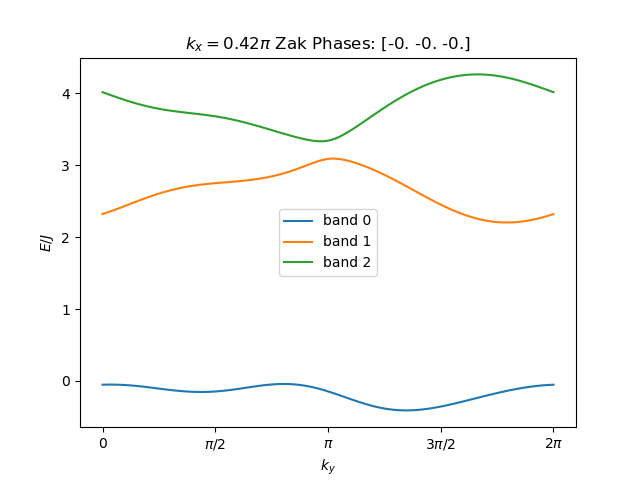 $k_x = 0.42\pi$ Zak Phases: [-0. -0. -0.]
4
3
2
1
0
E/J
band 0
band 1
band 2
0
π/2
π
3π/2
2π
$k_y$